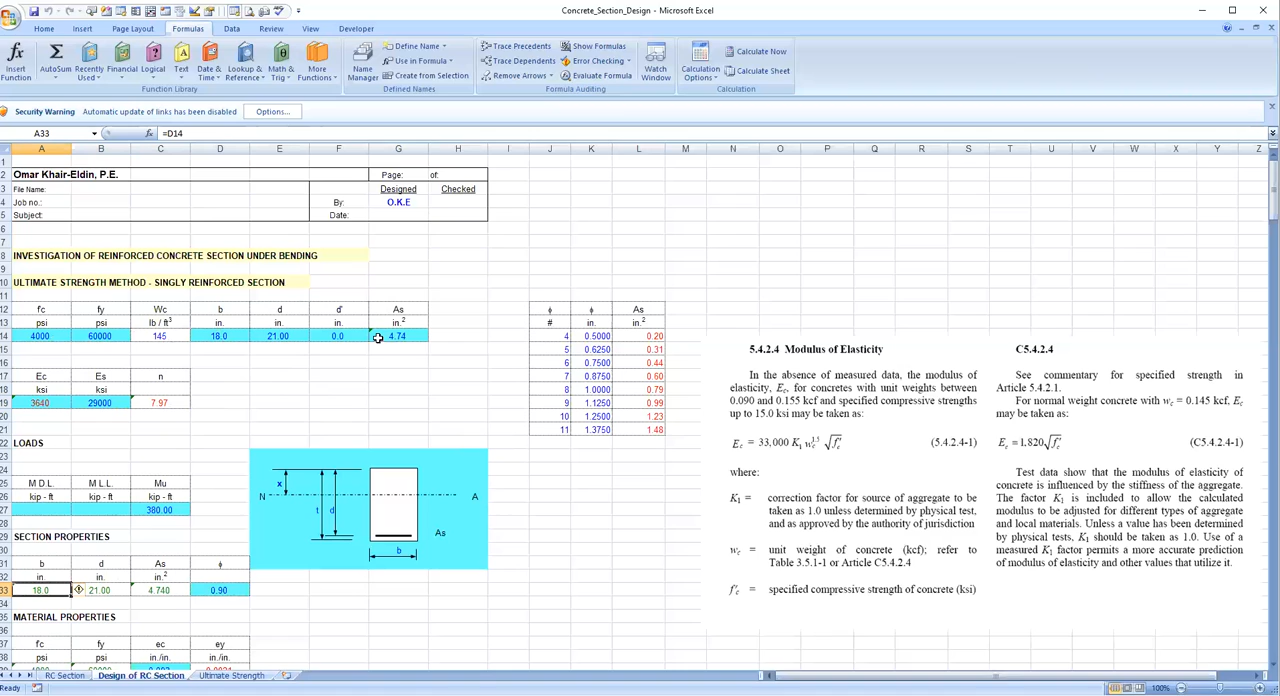 Concrete_Section_Design - Microsoft Excel
Home Insert Page Layout Formulas Data Review View Developer
Insert Function
AutoSum
Recently Used
Financial
Logical
Text
Date & Time
Lookup & Reference
Math & Trig
More Functions
Function Library
Name Manager
Define Name
Use in Formula
Create from Selection
Defined Names
Trace Precedents
Trace Dependents
Remove Arrows
Show Formulas
Error Checking
Evaluate Formula
Formula Auditing
Watch Window
Calculation Options
Calculate Now
Calculate Sheet
Calculation
Security Warning Automatic update of links has been disabled Options...
A33 fx =D14
A B C D E F G H I J K L M N O P Q R S T U V W X Y Z
Omar Khair-Eldin, P.E. Page: of:
File Name: Designed Checked
Job no.: By: O.K.E
Subject: Date:
INVESTIGATION OF REINFORCED CONCRETE SECTION UNDER BENDING
ULTIMATE STRENGTH METHOD - SINGLY REINFORCED SECTION
f'c fy Wc b d d' As
psi psi lb / ft³ in. in. in. in.²
4000 60000 145 18.0 21.00 0.0 4.74
ϕ ϕ As
# in. in.²
4 0.5000 0.20
5 0.6250 0.31
6 0.7500 0.44
7 0.8750 0.60
8 1.0000 0.79
9 1.1250 0.99
10 1.2500 1.23
11 1.3750 1.48
Ec Es n
ksi ksi
3640 29000 7.97
LOADS
M D.L. M L.L. Mu
kip - ft kip - ft kip - ft
380.00
x
N A
t d
As
b
SECTION PROPERTIES
b d As ϕ
in. in. in.²
18.0 21.00 4.740 0.90
MATERIAL PROPERTIES
f'c fy ec ey
psi psi in./in. in./in.
4000 60000 0.003 0.0021
5.4.2.4 Modulus of Elasticity
In the absence of measured data, the modulus of
elasticity, Ec, for concretes with unit weights between
0.090 and 0.155 kcf and specified compressive strengths
up to 15.0 ksi may be taken as:
Ec = 33,000 K1 wc^1.5 √f'c (5.4.2.4-1)
where:
K1 = correction factor for source of aggregate to be
taken as 1.0 unless determined by physical test,
and as approved by the authority of jurisdiction
wc = unit weight of concrete (kcf); refer to
Table 3.5.1-1 or Article C5.4.2.4
f'c = specified compressive strength of concrete (ksi)
C5.4.2.4
See commentary for specified strength in
Article 5.4.2.1.
For normal weight concrete with wc = 0.145 kcf, Ec
may be taken as:
Ec = 1,820√f'c (C5.4.2.4-1)
Test data show that the modulus of elasticity of
concrete is influenced by the stiffness of the aggregate.
The factor K1 is included to allow the calculated
modulus to be adjusted for different types of aggregate
and local materials. Unless a value has been determined
by physical tests, K1 should be taken as 1.0. Use of a
measured K1 factor permits a more accurate prediction
of modulus of elasticity and other values that utilize it.
RC Section Design of RC Section Ultimate Strength
Ready 100%